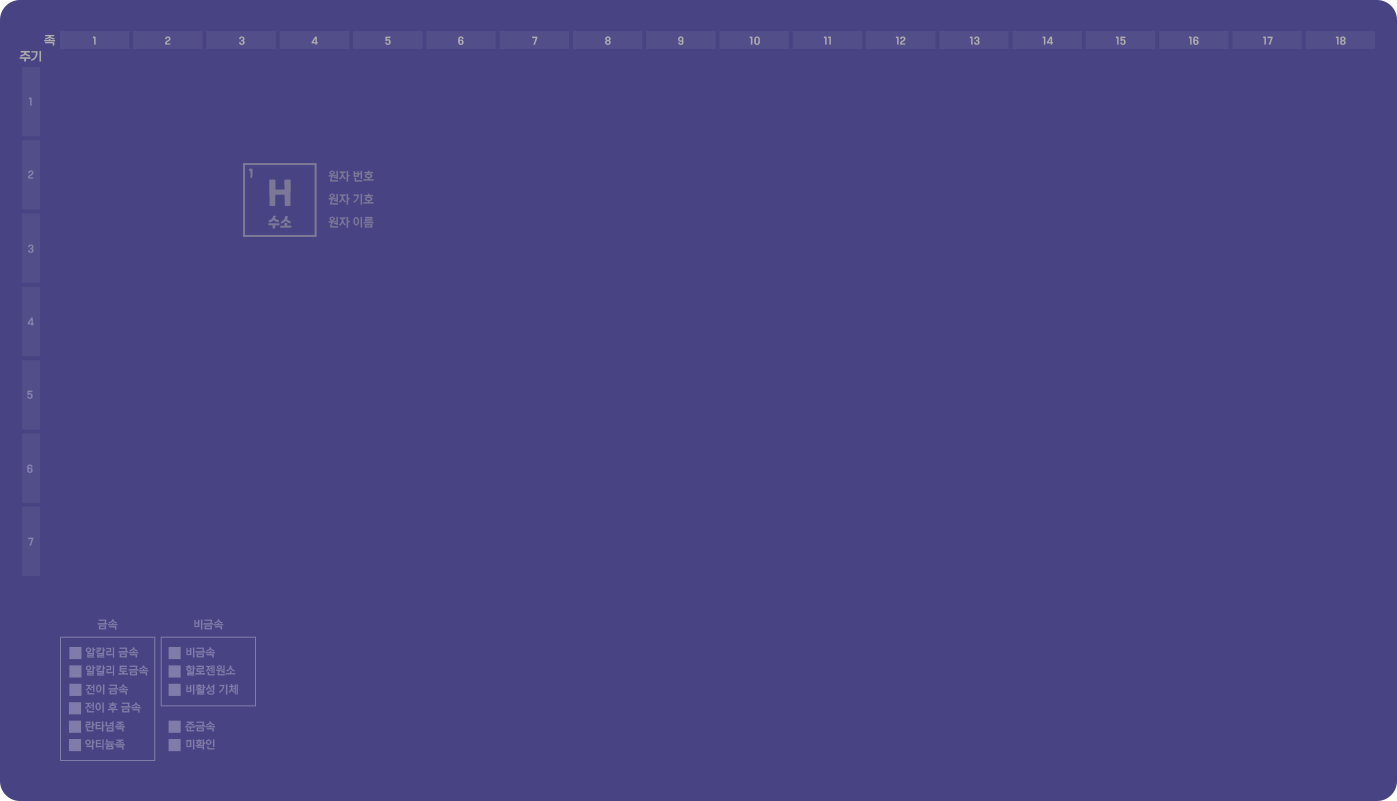 족 1 2 3 4 5 6 7 8 9 10 11 12 13 14 15 16 17 18
주기
1
2
3
4
5
6
7
1
H
수소
원자 번호
원자 기호
원자 이름
금속
알칼리 금속
알칼리 토금속
전이 금속
전이 후 금속
란타넘족
악티늄족
비금속
비금속
할로젠원소
비활성 기체
준금속
미확인